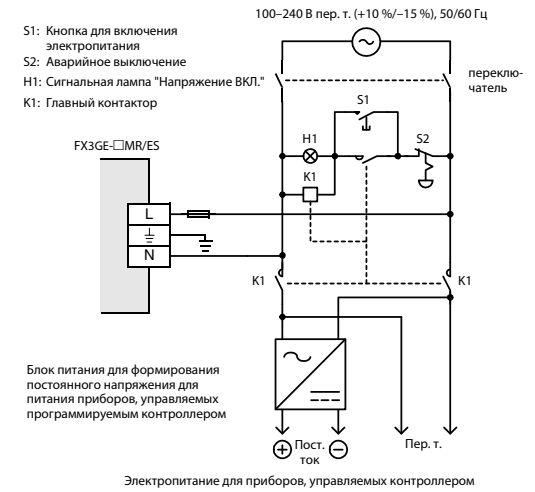 100–240 В пер. т. (+10 %/–15 %), 50/60 Гц
S1: Кнопка для включения
электропитания
S2: Аварийное выключение
H1: Сигнальная лампа "Напряжение ВКЛ."
K1: Главный контактор
переклю-
чатель
S1
FX3GE-□MR/ES
H1
S2
K1
L
N
K1
K1
Блок питания для формирования
постоянного напряжения для
питания приборов, управляемых
программируемым контроллером
+ Пост. –
ток
Пер. т.
Электропитание для приборов, управляемых контроллером